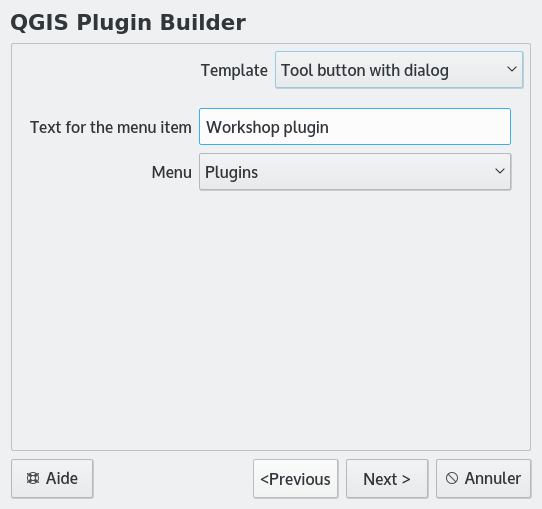 QGIS Plugin Builder
Template Tool button with dialog
Text for the menu item Workshop plugin
Menu Plugins
Aide <Previous Next > Annuler